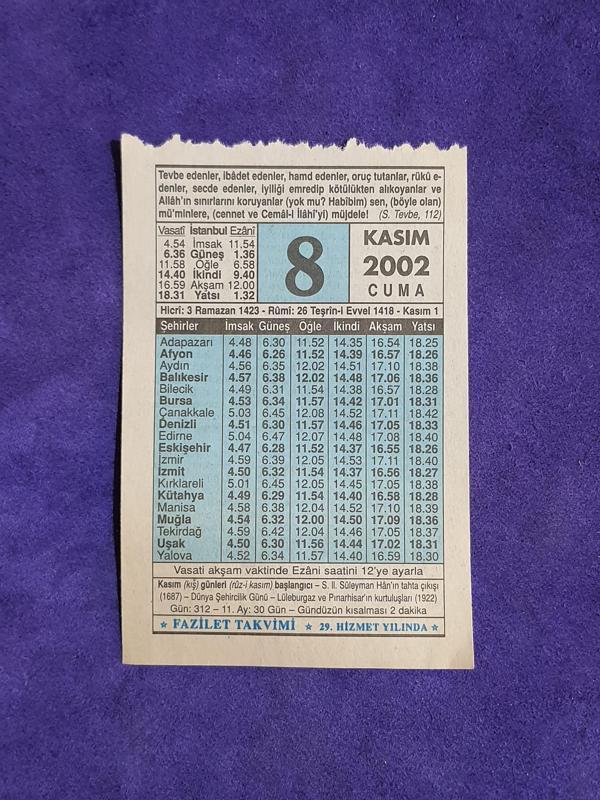 Tevbe edenler, ibâdet edenler, hamd edenler, oruç tutanlar, rükû e-
denler, secde edenler, iyiliği emredip kötülükten alıkoyanlar ve
Allâh'ın sınırlarını koruyanlar (yok mu? Habîbim) sen, (böyle olan)
mü'minlere, (cennet ve Cemâl-i İlâhî'yi) müjdele! (S. Tevbe, 112)
Vasatî İstanbul Ezânî
4.54 İmsak 11.54
6.36 Güneş 1.36
11.58 Öğle 6.58
14.40 İkindi 9.40
16.59 Akşam 12.00
18.31 Yatsı 1.32
8
KASIM
2002
CUMA
Hicrî: 3 Ramazan 1423 - Rûmî: 26 Teşrîn-i Evvel 1418 - Kasım 1
Şehirler İmsak Güneş Öğle İkindi Akşam Yatsı
Adapazarı 4.48 6.30 11.52 14.35 16.54 18.25
Afyon 4.46 6.26 11.52 14.39 16.57 18.26
Aydın 4.56 6.35 12.02 14.51 17.10 18.38
Balıkesir 4.57 6.38 12.02 14.48 17.06 18.36
Bilecik 4.49 6.31 11.54 14.38 16.57 18.28
Bursa 4.53 6.34 11.57 14.42 17.01 18.31
Çanakkale 5.03 6.45 12.08 14.52 17.11 18.42
Denizli 4.51 6.30 11.57 14.46 17.05 18.33
Edirne 5.04 6.47 12.07 14.48 17.08 18.40
Eskişehir 4.47 6.28 11.52 14.37 16.55 18.26
İzmir 4.59 6.39 12.05 14.53 17.11 18.40
İzmit 4.50 6.32 11.54 14.37 16.56 18.27
Kırklareli 5.01 6.45 12.05 14.45 17.05 18.38
Kütahya 4.49 6.29 11.54 14.40 16.58 18.28
Manisa 4.58 6.38 12.04 14.52 17.10 18.39
Muğla 4.54 6.32 12.00 14.50 17.09 18.36
Tekirdağ 4.59 6.42 12.04 14.46 17.05 18.37
Uşak 4.50 6.30 11.56 14.44 17.02 18.31
Yalova 4.52 6.34 11.57 14.40 16.59 18.30
Vasati akşam vaktinde Ezâni saatini 12'ye ayarla
Kasım (kış) günleri (rûz-i kasım) başlangıcı – S. II. Süleyman Hân'ın tahta çıkışı
(1687) – Dünya Şehircilik Günü – Lüleburgaz ve Pınarhisar'ın kurtuluşları (1922)
Gün: 312 – 11. Ay: 30 Gün – Gündüzün kısalması 2 dakika
FAZİLET TAKVİMİ ★ 29. HİZMET YILINDA ★